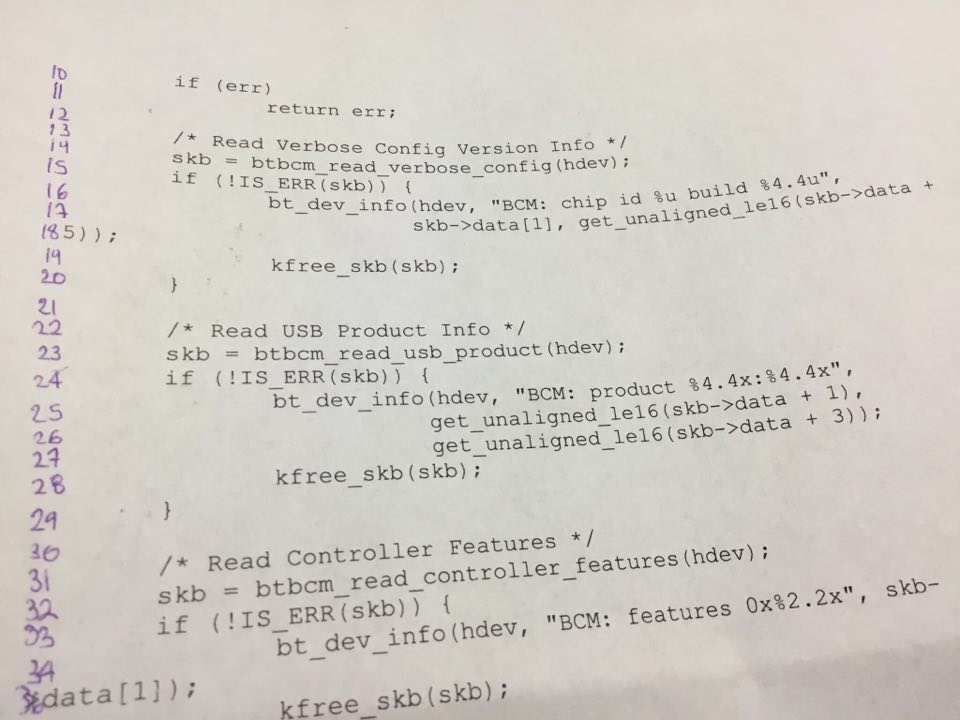 10 if (err)
11 return err;
12
13 /* Read Verbose Config Version Info */
14 skb = btbcm_read_verbose_config(hdev);
15 if (!IS_ERR(skb)) {
16 bt_dev_info(hdev, "BCM: chip id %u build %4.4u",
17 skb->data[1], get_unaligned_le16(skb->data +
18 5));
19 kfree_skb(skb);
20 }
21
22 /* Read USB Product Info */
23 skb = btbcm_read_usb_product(hdev);
24 if (!IS_ERR(skb)) {
25 bt_dev_info(hdev, "BCM: product %4.4x:%4.4x",
26 get_unaligned_le16(skb->data + 1),
27 get_unaligned_le16(skb->data + 3));
28 kfree_skb(skb);
29 }
30
31 /* Read Controller Features */
32 skb = btbcm_read_controller_features(hdev);
33 if (!IS_ERR(skb)) {
34 bt_dev_info(hdev, "BCM: features 0x%2.2x", skb-
data[1]);
kfree_skb(skb);